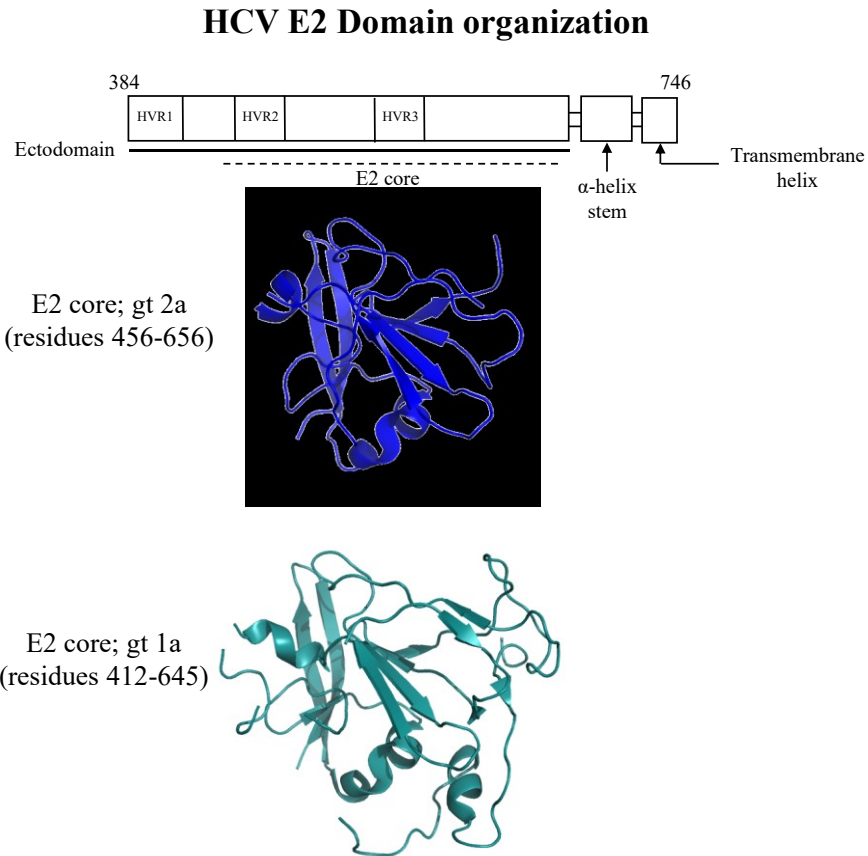 HCV E2 Domain organization
384
746
HVR1
HVR2
HVR3
Ectodomain
E2 core
α-helix
stem
Transmembrane
helix
E2 core; gt 2a
(residues 456-656)
E2 core; gt 1a
(residues 412-645)